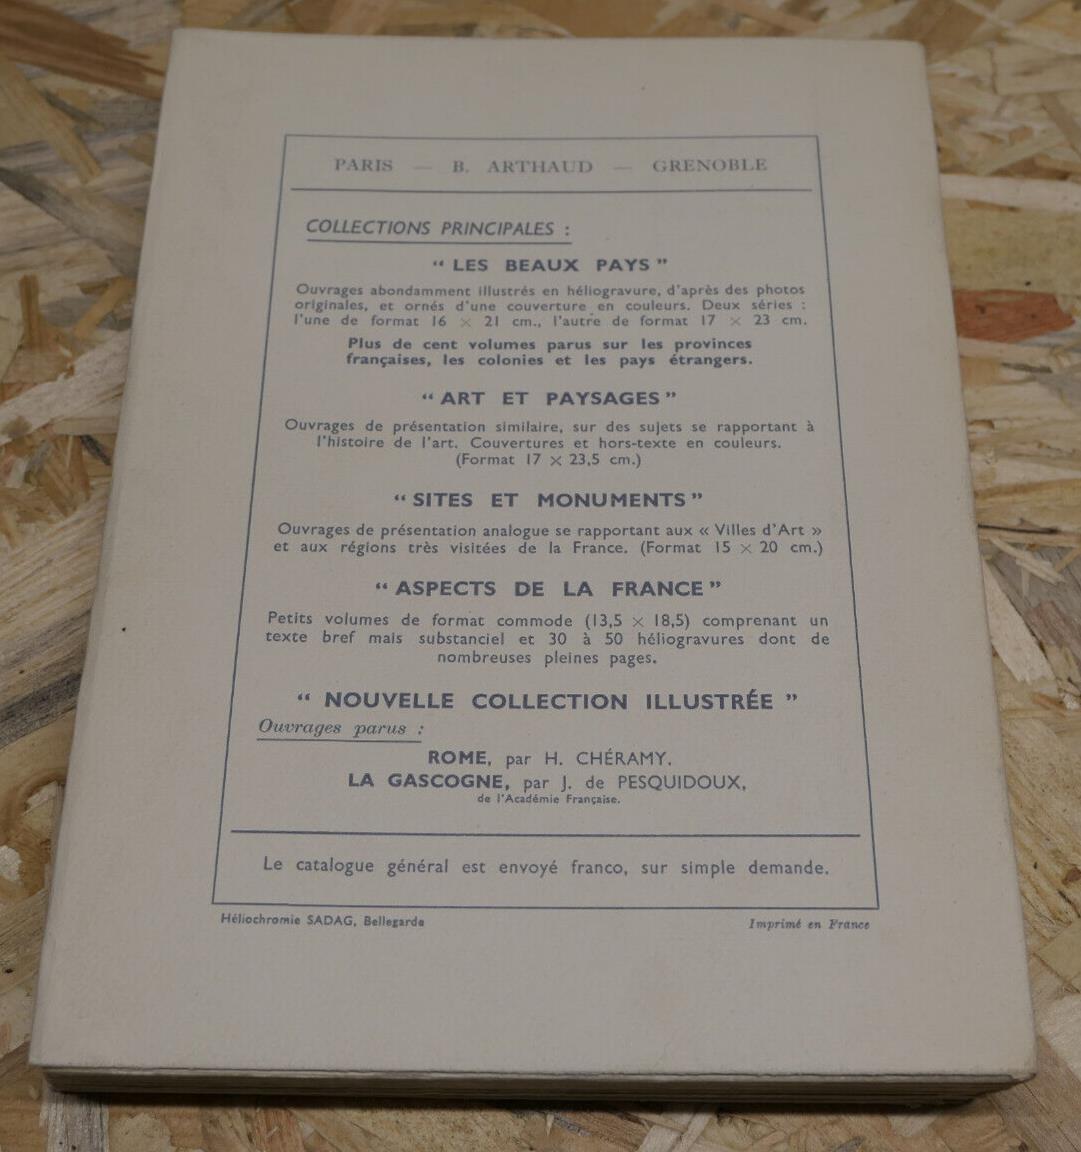 PARIS — B. ARTHAUD — GRENOBLE
COLLECTIONS PRINCIPALES :
“ LES BEAUX PAYS ”
Ouvrages abondamment illustrés en héliogravure, d'après des photos
originales, et ornés d'une couverture en couleurs. Deux séries :
l'une de format 16 × 21 cm., l'autre de format 17 × 23 cm.
Plus de cent volumes parus sur les provinces
françaises, les colonies et les pays étrangers.
“ ART ET PAYSAGES ”
Ouvrages de présentation similaire, sur des sujets se rapportant à
l'histoire de l'art. Couvertures et hors-texte en couleurs.
(Format 17 × 23,5 cm.)
“ SITES ET MONUMENTS ”
Ouvrages de présentation analogue se rapportant aux « Villes d'Art »
et aux régions très visitées de la France. (Format 15 × 20 cm.)
“ ASPECTS DE LA FRANCE ”
Petits volumes de format commode (13,5 × 18,5) comprenant un
texte bref mais substanciel et 30 à 50 héliogravures dont de
nombreuses pleines pages.
“ NOUVELLE COLLECTION ILLUSTRÉE ”
Ouvrages parus :
ROME, par H. CHÉRAMY.
LA GASCOGNE, par J. de PESQUIDOUX,
de l'Académie Française.
Le catalogue général est envoyé franco, sur simple demande.
Héliochromie SADAG, Bellegarde
Imprimé en France